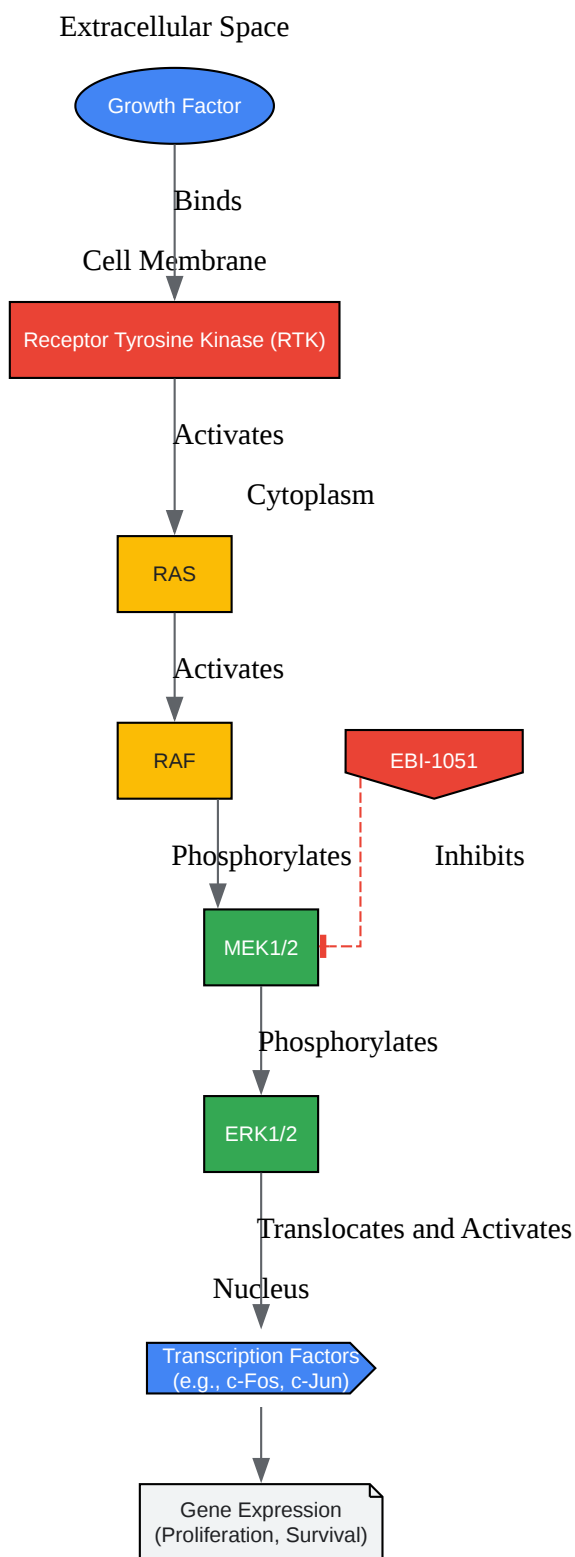 Extracellular Space
Growth Factor
Binds
Cell Membrane
Receptor Tyrosine Kinase (RTK)
Activates
Cytoplasm
RAS
Activates
RAF
EBI-1051
Phosphorylates
Inhibits
MEK1/2
Phosphorylates
ERK1/2
Translocates and Activates
Nucleus
Transcription Factors
(e.g., c-Fos, c-Jun)
Gene Expression
(Proliferation, Survival)